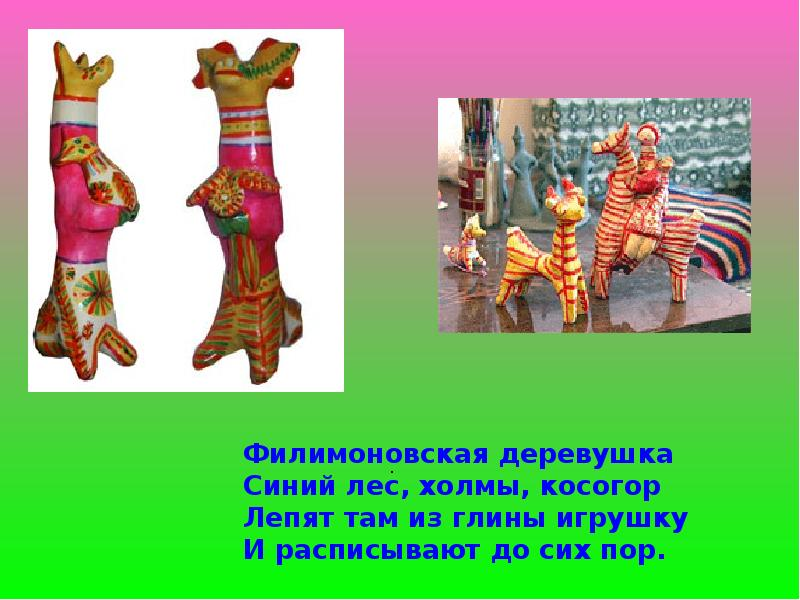 Филимоновская деревушка
Синий лес, холмы, косогор
Лепят там из глины игрушку
И расписывают до сих пор.